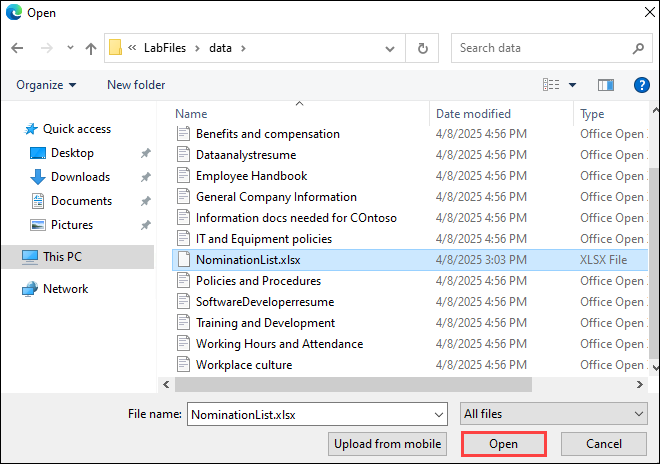 Open
« LabFiles › data ›
Search data
Organize
New folder
?
Name Date modified Type
Quick access
Desktop
Downloads
Documents
Pictures
This PC
Network
Benefits and compensation 4/8/2025 4:56 PM Office Open
Dataanalystresume 4/8/2025 4:56 PM Office Open
Employee Handbook 4/8/2025 4:56 PM Office Open
General Company Information 4/8/2025 4:56 PM Office Open
Information docs needed for COntoso 4/8/2025 4:56 PM Office Open
IT and Equipment policies 4/8/2025 4:56 PM Office Open
NominationList.xlsx 4/8/2025 3:03 PM XLSX File
Policies and Procedures 4/8/2025 4:56 PM Office Open
SoftwareDeveloperresume 4/8/2025 4:56 PM Office Open
Training and Development 4/8/2025 4:56 PM Office Open
Working Hours and Attendance 4/8/2025 4:56 PM Office Open
Workplace culture 4/8/2025 4:56 PM Office Open
File name: NominationList.xlsx All files
Upload from mobile Open Cancel